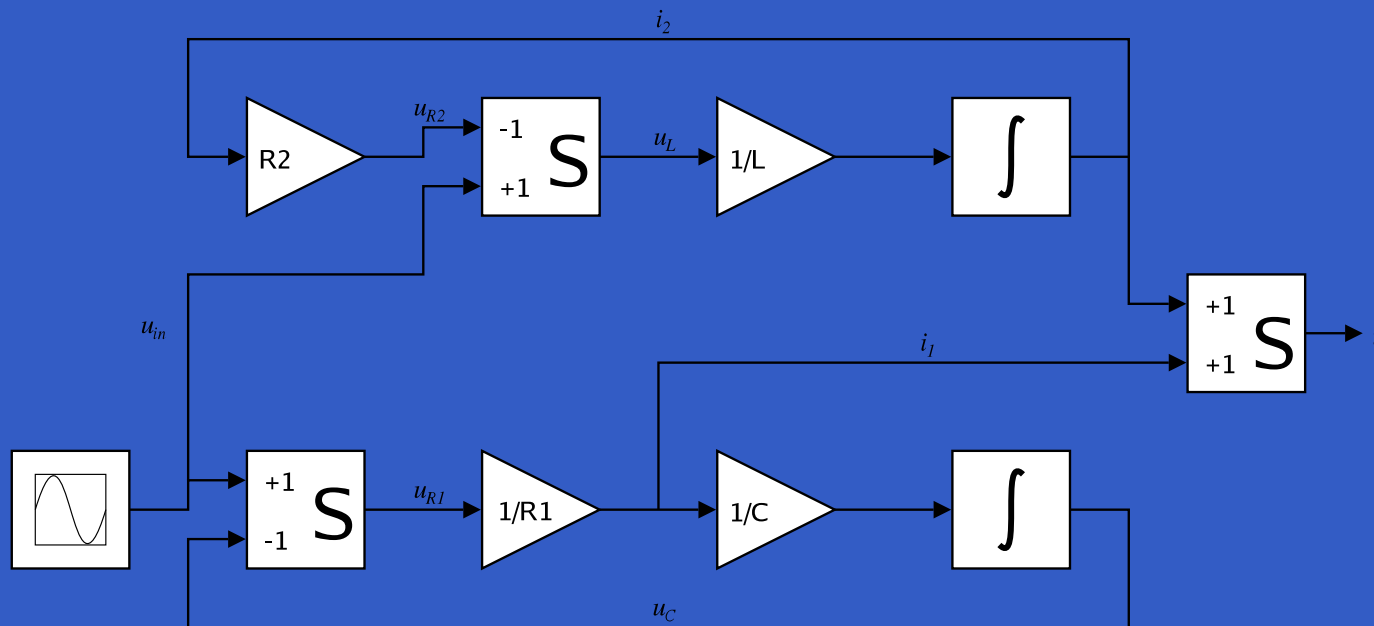 i2
uR2
-1
S
+1
R2
uL
1/L
∫
uin
i1
+1
S
+1
+1
S
-1
uR1
1/R1
1/C
∫
uC